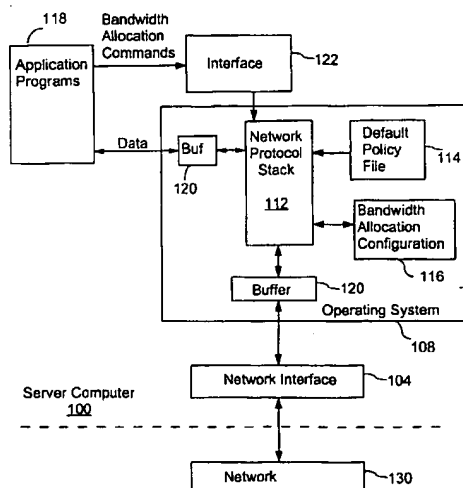 118
Bandwidth
Allocation
Commands
Application
Programs
Interface
122
Data
Buf
120
Network
Protocol
Stack
112
Default
Policy
File
114
Bandwidth
Allocation
Configuration
116
Buffer
120
Operating System
108
Network Interface
104
Server Computer
100
Network
130